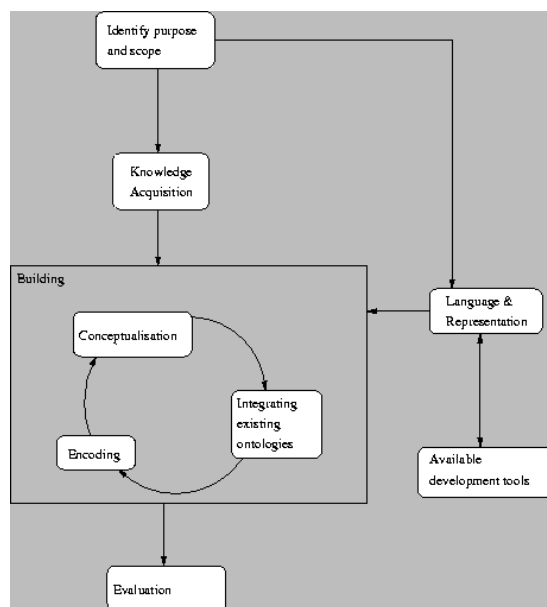 Identify purpose
and scope
Knowledge
Acquisition
Building
Language &
Representation
Conceptualisation
Integrating
existing
ontologies
Encoding
Available
development tools
Evaluation